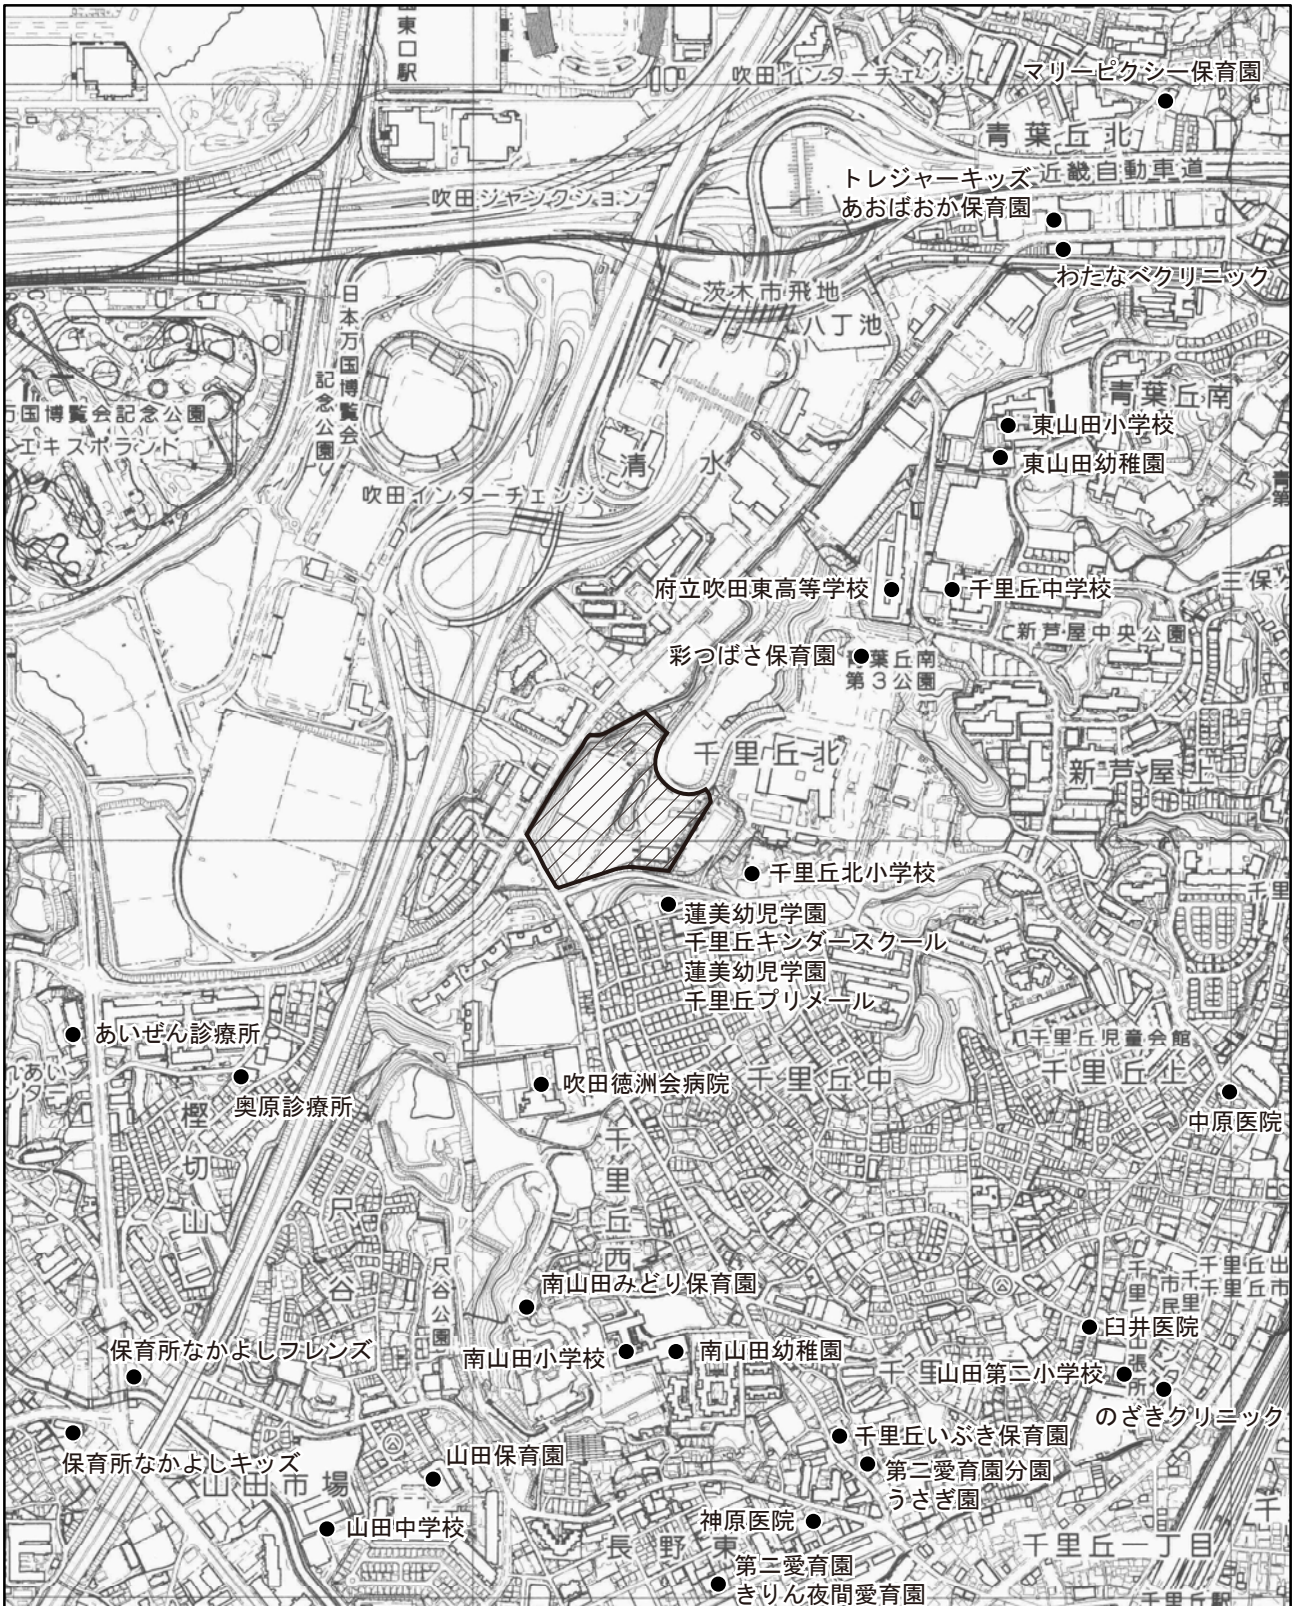 東口駅
吹田インターチェンジ
マリーピクシー保育園
青葉丘北
近畿自動車道
トレジャーキッズ
あおばおか保育園
吹田ジャンクション
わたなべクリニック
茨木市飛地
八丁池
日本万国博覧会
記念公園
万国博覧会記念公園
エキスポランド
青葉丘南
東山田小学校
東山田幼稚園
清水
吹田インターチェンジ
府立吹田東高等学校
千里丘中学校
新芦屋中央公園
彩つばさ保育園
青葉丘南
第3公園
千里丘北
新芦屋上
千里丘北小学校
千里
蓮美幼児学園
千里丘キンダースクール
蓮美幼児学園
千里丘プリメール
あいぜん診療所
千里丘児童会館
千里丘上
千里丘中
吹田徳洲会病院
奥原診療所
中原医院
樫切山
千里丘西
尺谷
尺谷公園
南山田みどり保育園
臼井医院
保育所なかよしフレンズ
南山田小学校
南山田幼稚園
山田第二小学校
のざきクリニック
保育所なかよしキッズ
山田市場
山田保育園
千里丘いぶき保育園
第二愛育園分園
うさぎ園
山田中学校
神原医院
長野東
千里丘一丁目
第二愛育園
きりん夜間愛育園
千里丘駅